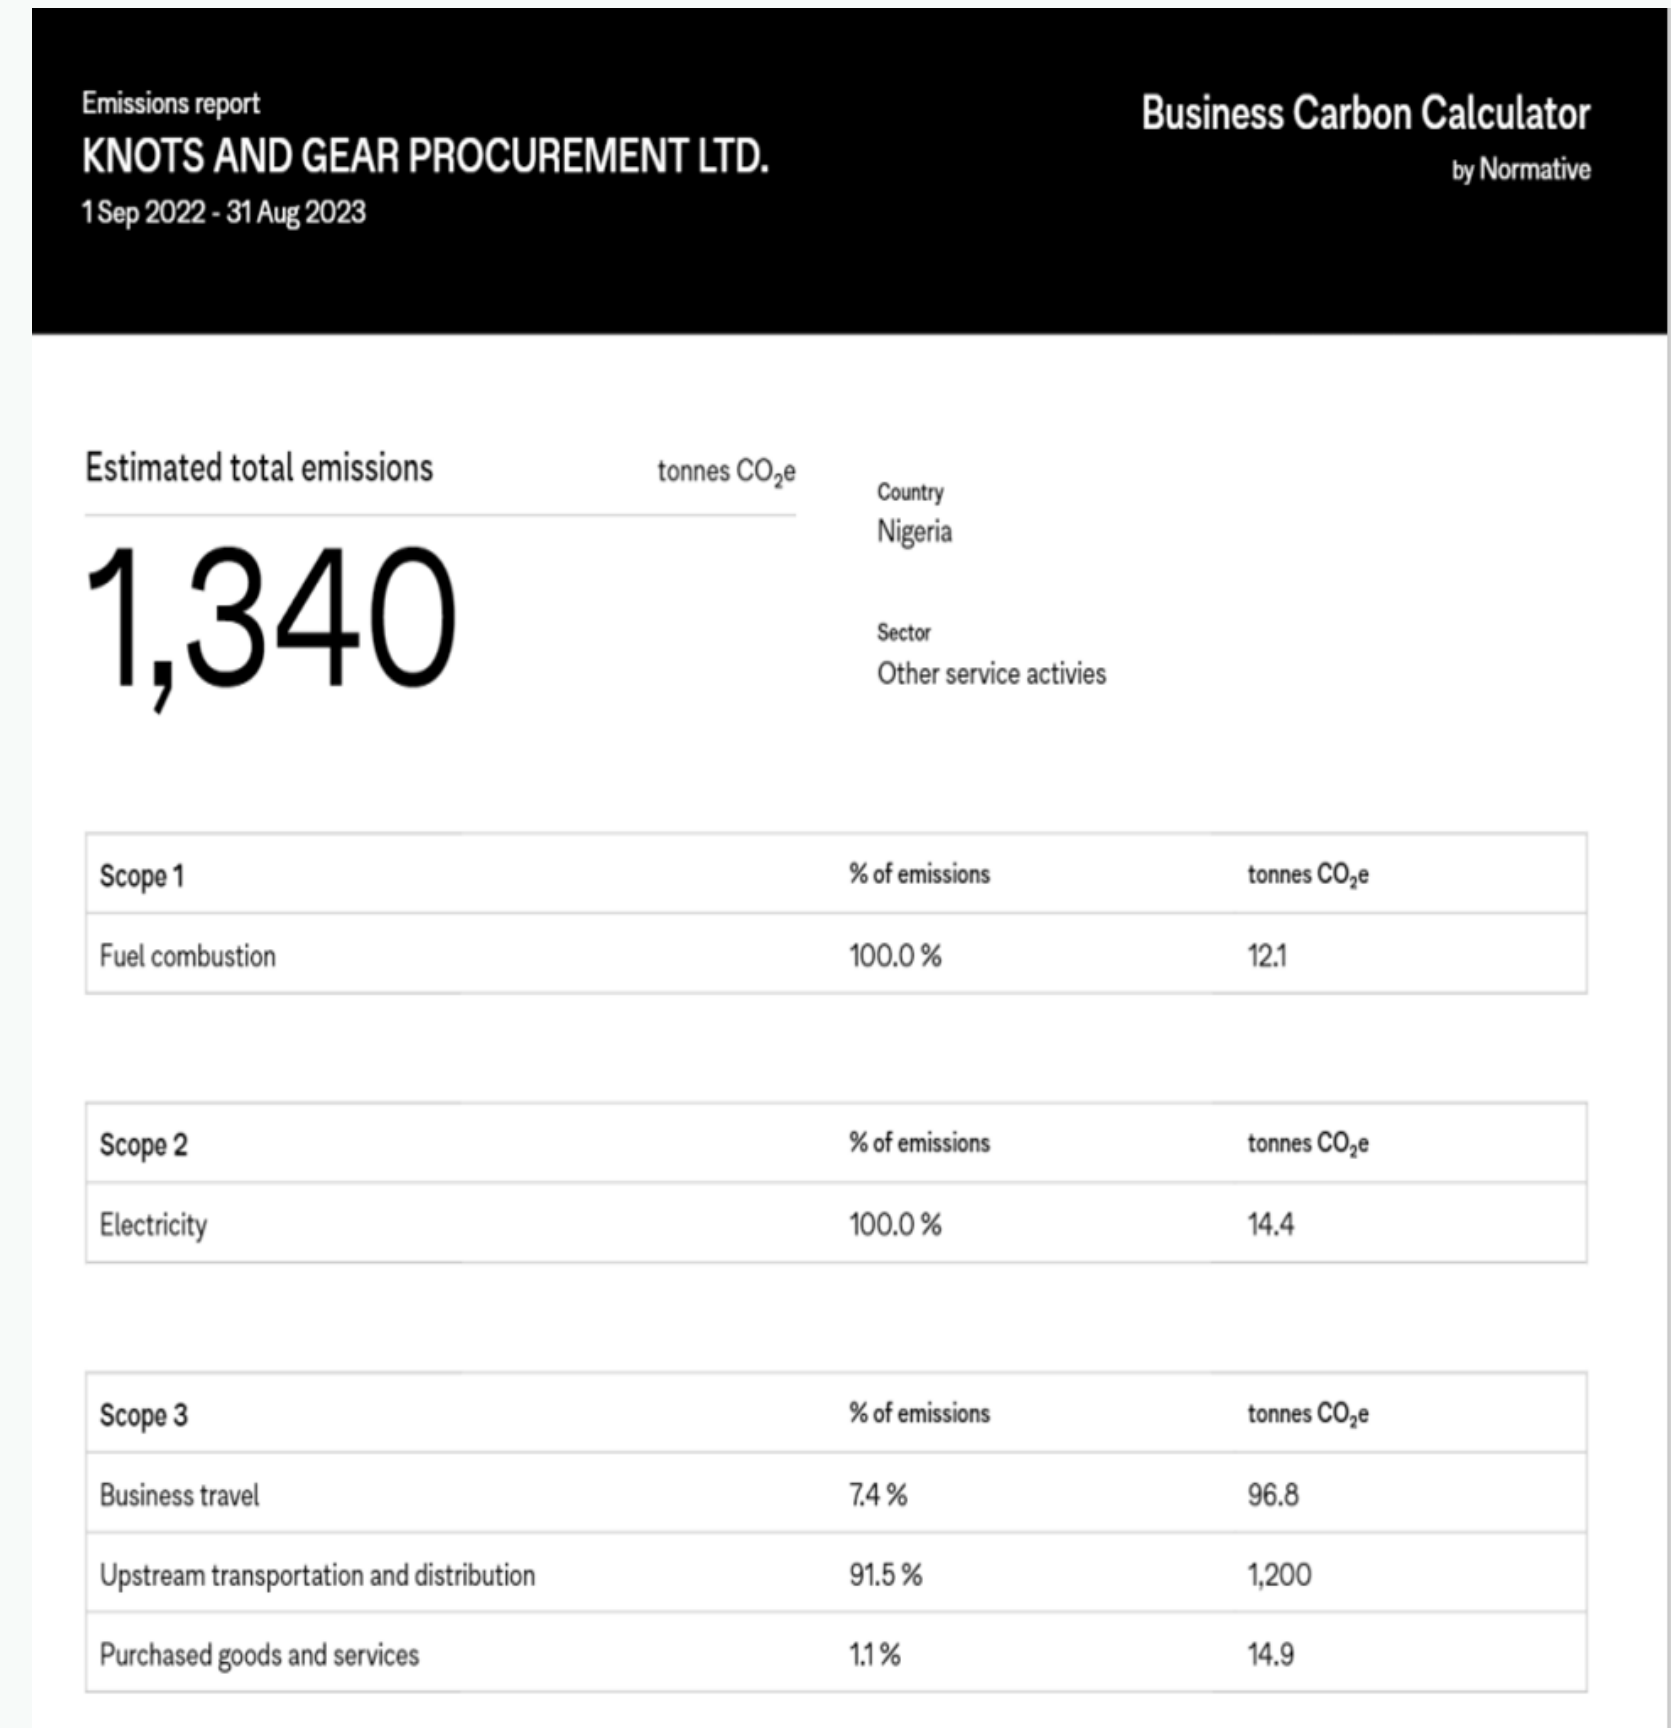 Emissions report
KNOTS AND GEAR PROCUREMENT LTD.
1 Sep 2022 - 31 Aug 2023
Business Carbon Calculator
by Normative
Estimated total emissions tonnes CO₂e
1,340
Country
Nigeria
Sector
Other service activies
Scope 1 % of emissions tonnes CO₂e
Fuel combustion 100.0 % 12.1
Scope 2 % of emissions tonnes CO₂e
Electricity 100.0 % 14.4
Scope 3 % of emissions tonnes CO₂e
Business travel 7.4 % 96.8
Upstream transportation and distribution 91.5 % 1,200
Purchased goods and services 1.1 % 14.9